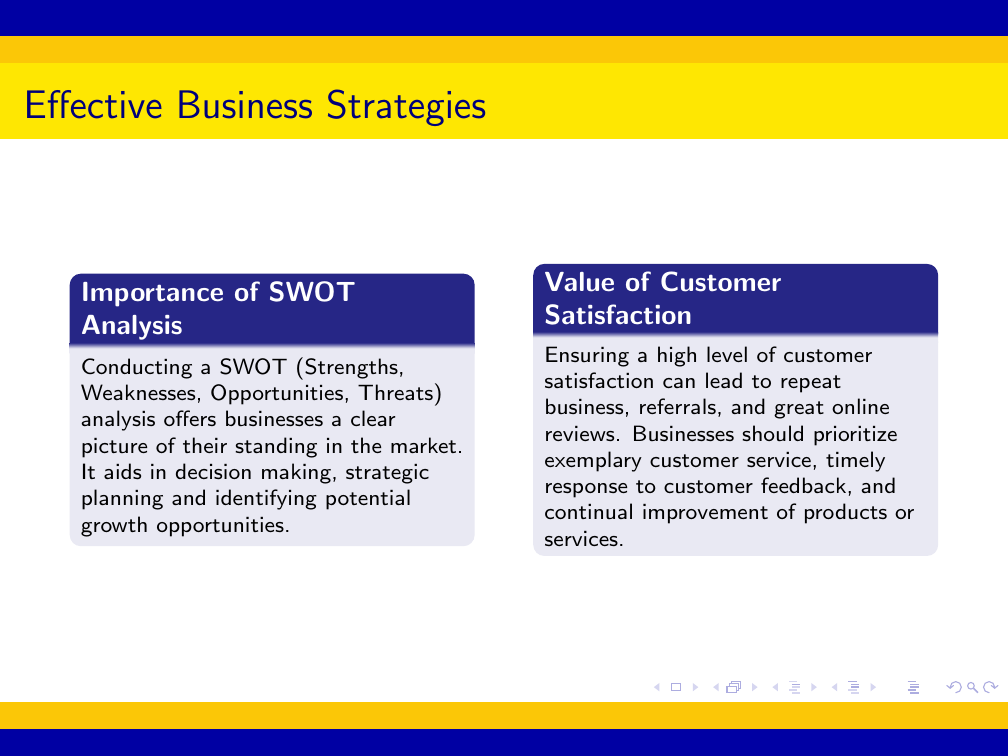 Effective Business Strategies
Importance of SWOT
Analysis
Conducting a SWOT (Strengths,
Weaknesses, Opportunities, Threats)
analysis offers businesses a clear
picture of their standing in the market.
It aids in decision making, strategic
planning and identifying potential
growth opportunities.
Value of Customer
Satisfaction
Ensuring a high level of customer
satisfaction can lead to repeat
business, referrals, and great online
reviews. Businesses should prioritize
exemplary customer service, timely
response to customer feedback, and
continual improvement of products or
services.